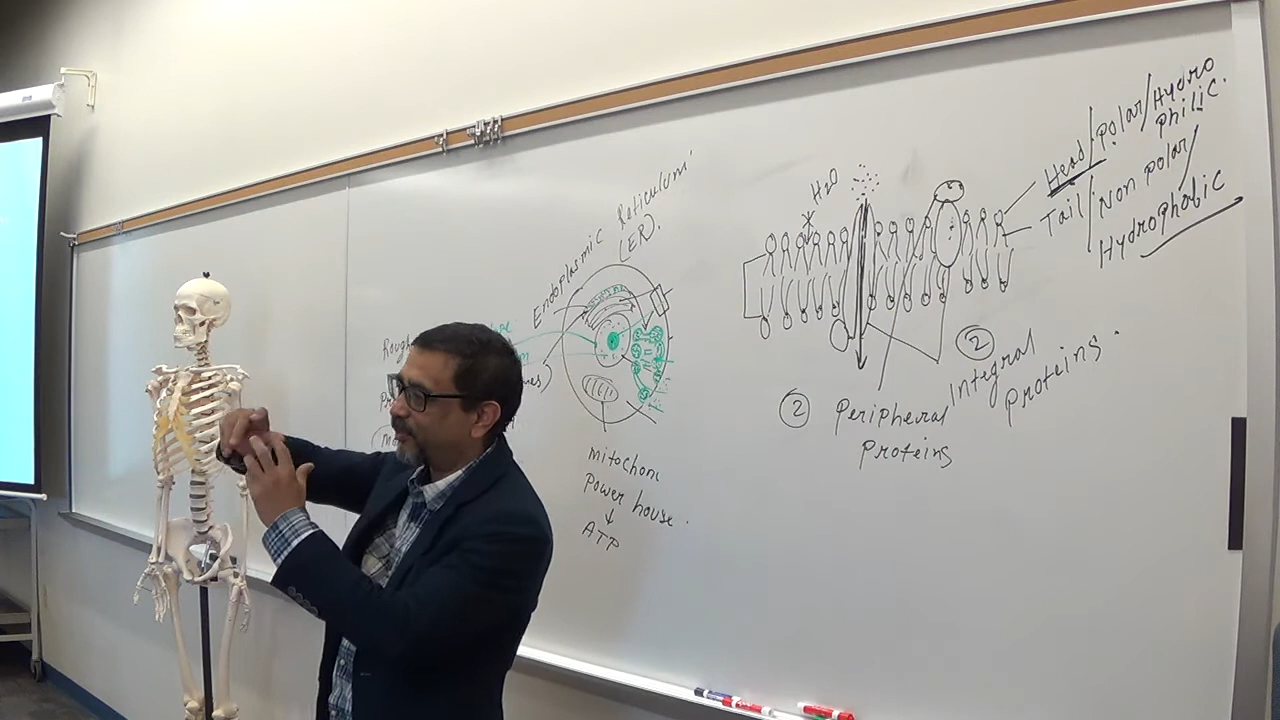 Endoplasmic Reticulum
(ER).
Rough
mitochon
Power house.
ATP
H2O
Head/polar/Hydro
philic.
Tail/Non polar/
Hydrophobic
② Integral
proteins.
② Peripheral
proteins